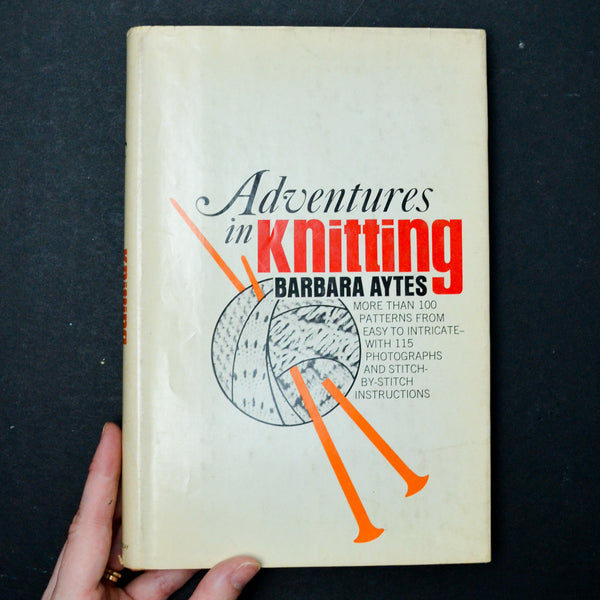 Adventures
in Knitting
BARBARA AYTES
MORE THAN 100
PATTERNS FROM
EASY TO INTRICATE–
WITH 115
PHOTOGRAPHS
AND STITCH-
BY-STITCH
INSTRUCTIONS